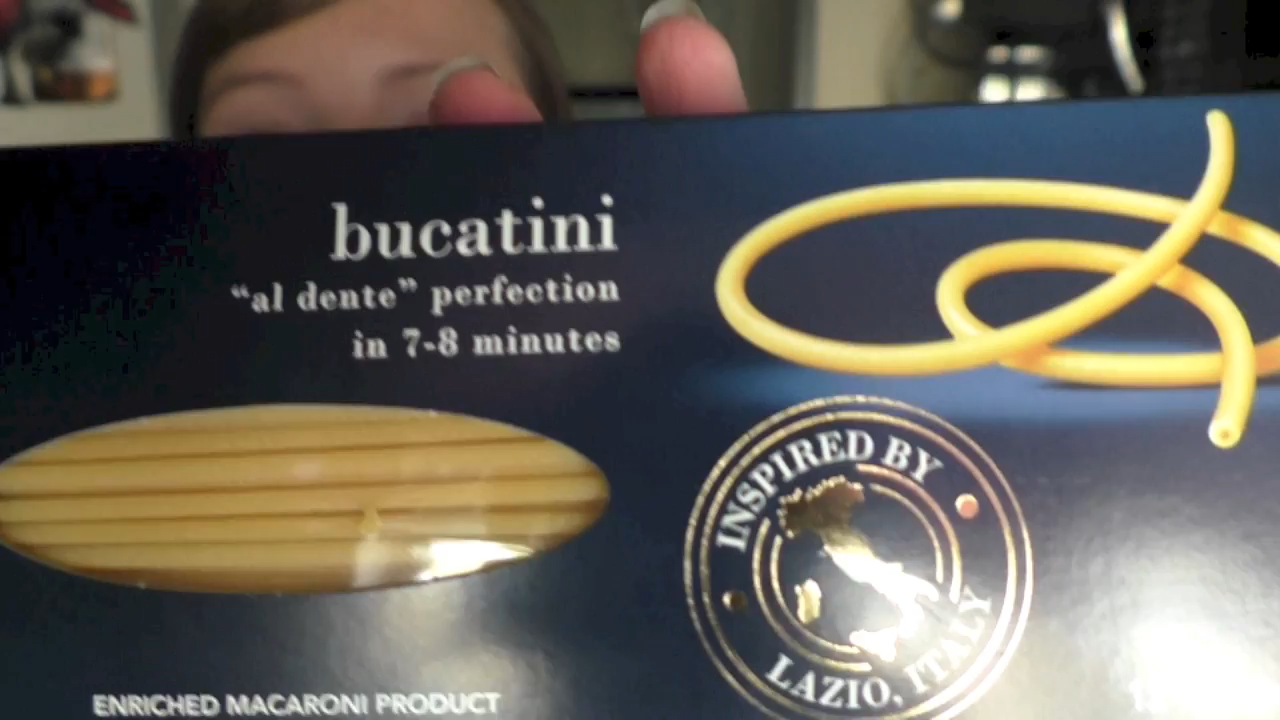 bucatini
“al dente” perfection
in 7-8 minutes
INSPIRED BY
LAZIO, ITALY
ENRICHED MACARONI PRODUCT